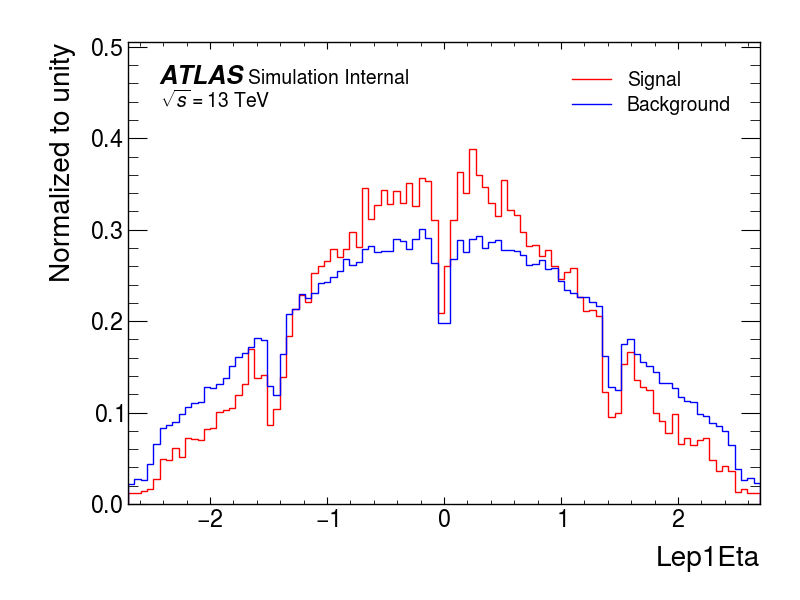 Normalized to unity
0.5
0.4
0.3
0.2
0.1
0.0
ATLAS Simulation Internal
√s = 13 TeV
Signal
Background
−2
−1
0
1
2
Lep1Eta